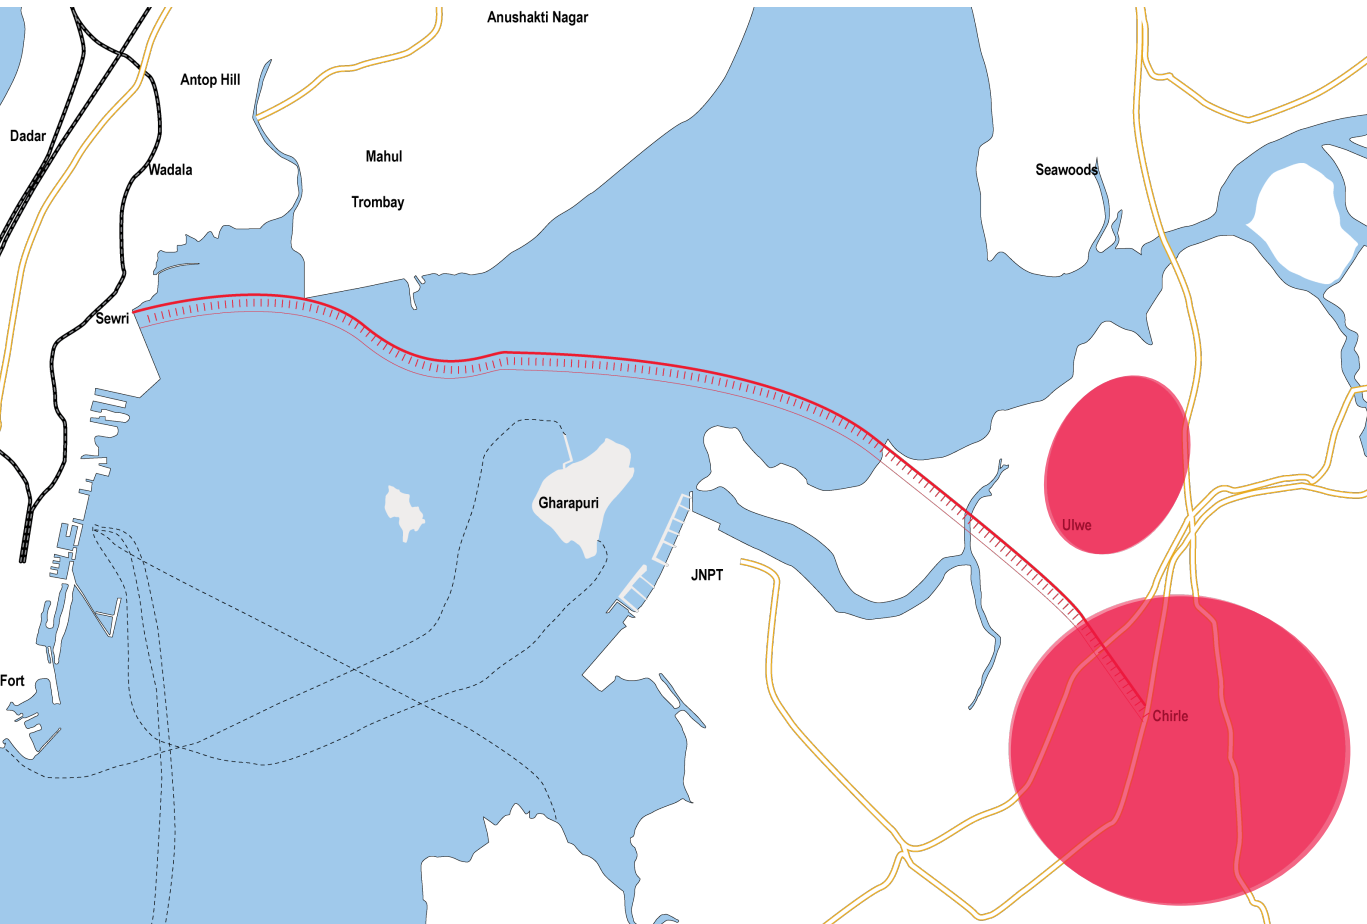 Anushakti Nagar
Antop Hill
Dadar
Mahul
Wadala
Seawoods
Trombay
Sewri
Gharapuri
Ulwe
JNPT
Fort
Chirle